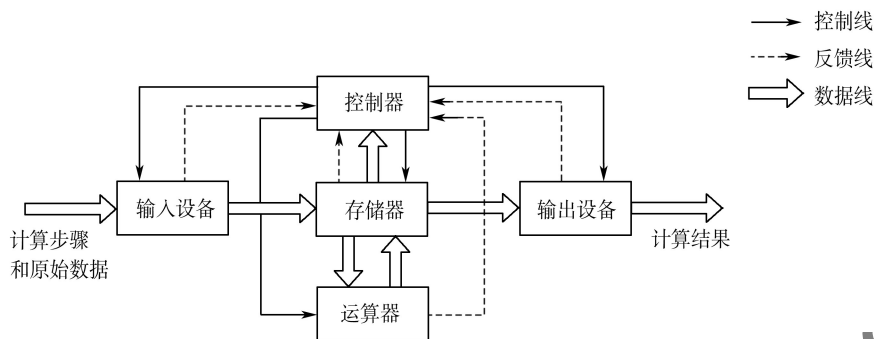 控制线
反馈线
数据线
控制器
输入设备
存储器
输出设备
计算步骤
和原始数据
计算结果
运算器